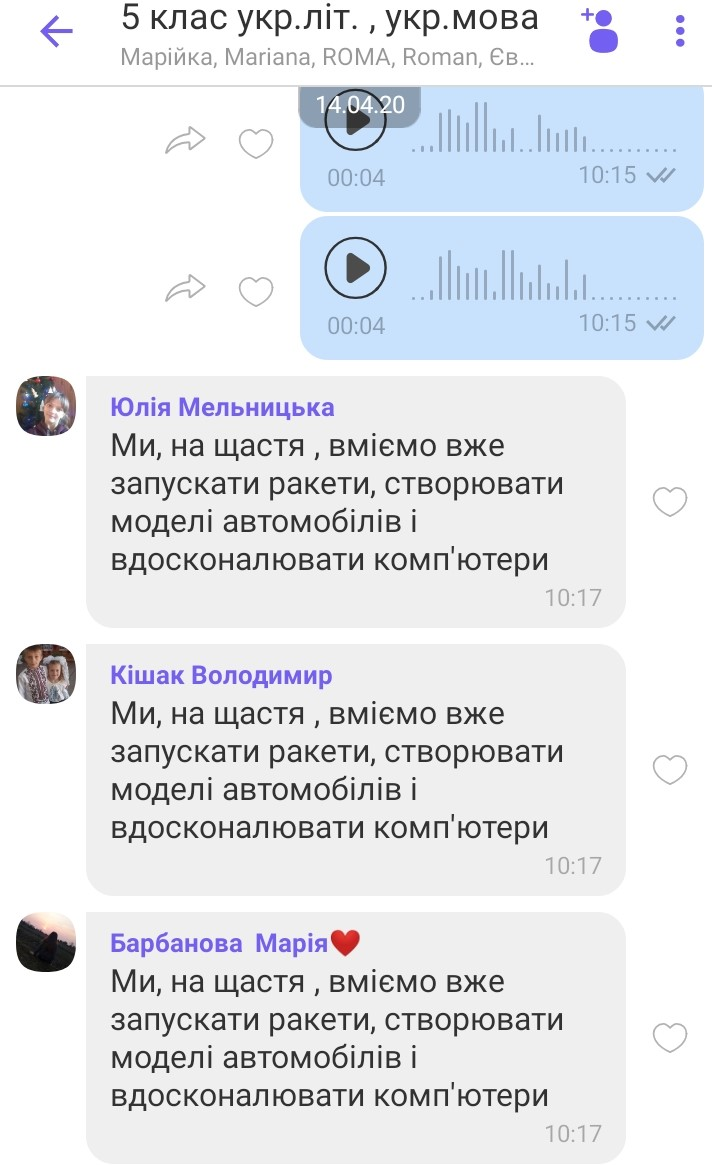 5 клас укр.літ. , укр.мова
Марійка, Mariana, ROMA, Roman, Єв...
14.04.20
00:04
10:15
00:04
10:15
Юлія Мельницька
Ми, на щастя , вміємо вже
запускати ракети, створювати
моделі автомобілів і
вдосконалювати комп'ютери
10:17
Кішак Володимир
Ми, на щастя , вміємо вже
запускати ракети, створювати
моделі автомобілів і
вдосконалювати комп'ютери
10:17
Барбанова  Марія❤️
Ми, на щастя , вміємо вже
запускати ракети, створювати
моделі автомобілів і
вдосконалювати комп'ютери
10:17